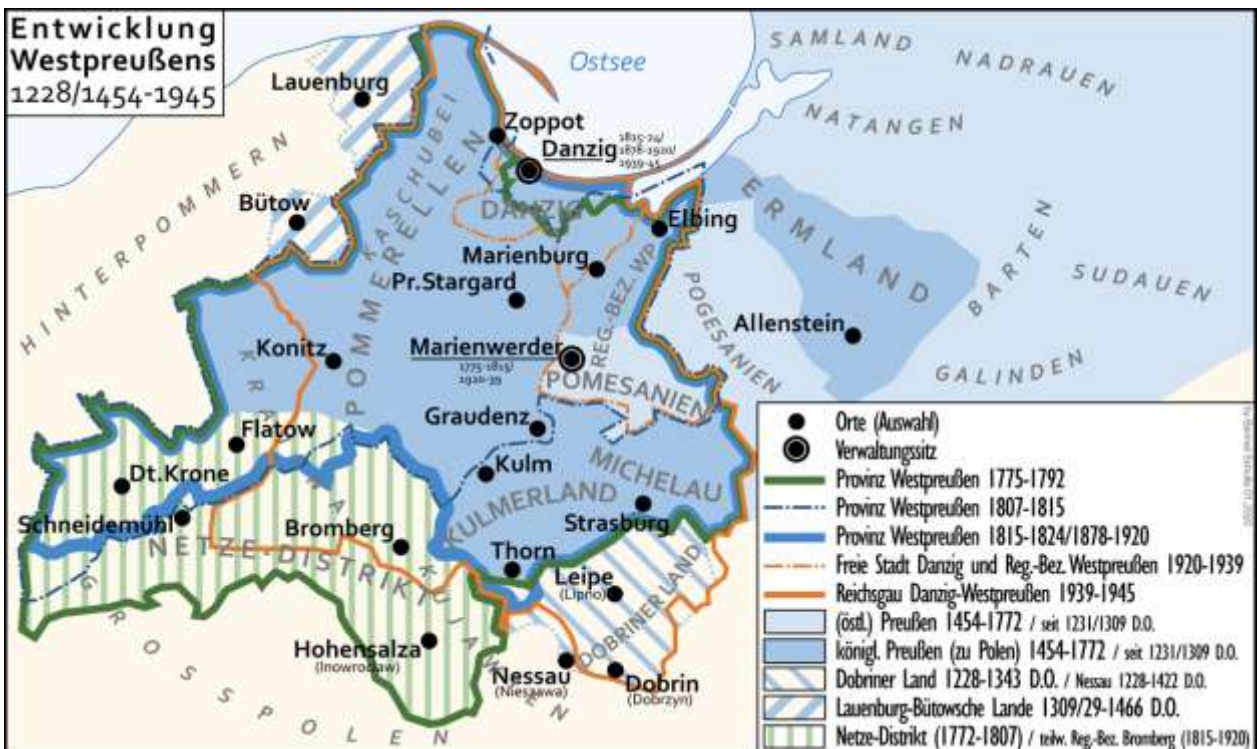 Entwicklung
Westpreußens
1228/1454-1945
Ostsee
SAMLAND
NADRAUEN
NATANGEN
Lauenburg
Zoppot
Danzig
1815-24/
1878-1920/
1939-45
KASCHUBEI
POMMERELLEN
HINTERPOMMERN
Bütow
DANZIG
Elbing
ERMLAND
BARTEN
SUDAUEN
Marienburg
Pr.Stargard
REG.-BEZ. WP
POGESANIEN
Allenstein
GALINDEN
Konitz
Marienwerder
1775-1815/
1920-39
POMESANIEN
KRAJNA
Graudenz
Flatow
Dt.Krone
Kulm
MICHELAU
KULMERLAND
Strasburg
Schneidemühl
Bromberg
NETZE DISTRIKT
Thorn
Leipe
(Lipno)
DOBRINER LAND
KUJAWEN
GROSSPOLEN
Hohensalza
(Inowrocław)
Nessau
(Nieszawa)
Dobrin
(Dobrzyn)
Orte (Auswahl)
Verwaltungssitz
Provinz Westpreußen 1775-1792
Provinz Westpreußen 1807-1815
Provinz Westpreußen 1815-1824/1878-1920
Freie Stadt Danzig und Reg.-Bez. Westpreußen 1920-1939
Reichsgau Danzig-Westpreußen 1939-1945
(östl.) Preußen 1454-1772 / seit 1231/1309 D.O.
königl. Preußen (zu Polen) 1454-1772 / seit 1231/1309 D.O.
Dobriner Land 1228-1343 D.O. / Nessau 1228-1422 D.O.
Lauenburg-Bütowsche Lande 1309/29-1466 D.O.
Netze-Distrikt (1772-1807) / teilw. Reg.-Bez. Bromberg (1815-1920)